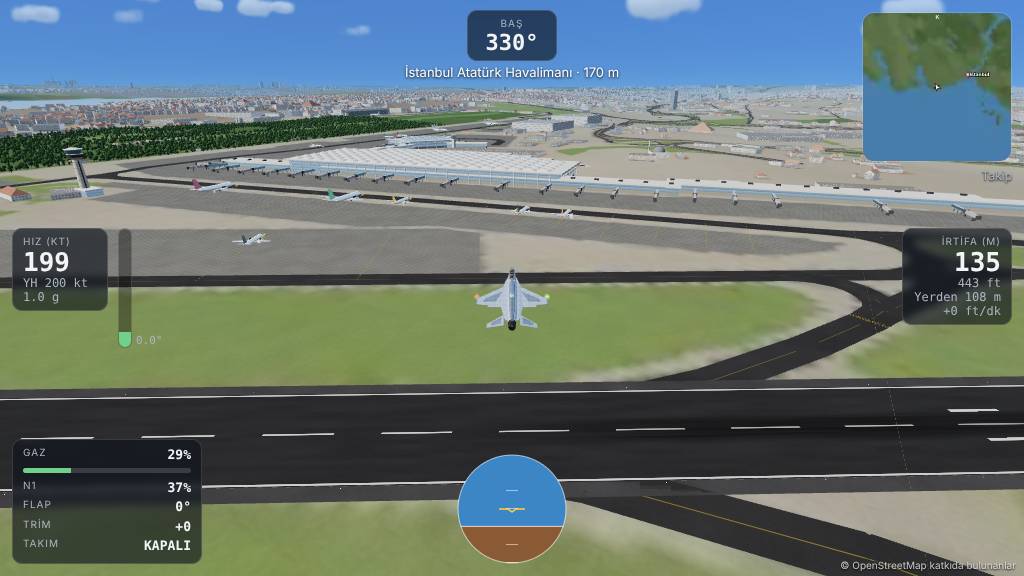 BAŞ
330°
İstanbul Atatürk Havalimanı · 170 m
K
İstanbul
Takip
HIZ (KT)
199
YH 200 kt
1.0 g
0.0°
İRTİFA (M)
135
443 ft
Yerden 108 m
+0 ft/dk
GAZ 29%
N1 37%
FLAP 0°
TRİM +0
TAKIM KAPALI
© OpenStreetMap katkıda bulunanlar